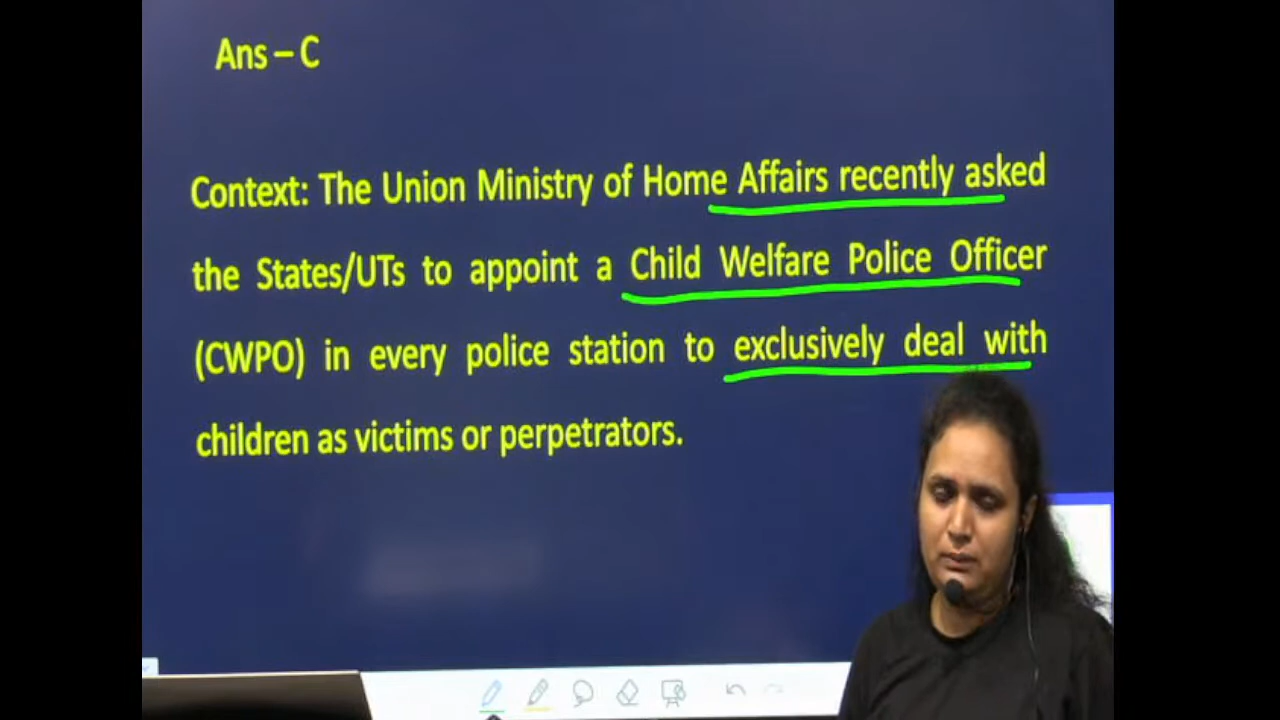 Ans – C
Context: The Union Ministry of Home Affairs recently asked
the States/UTs to appoint a Child Welfare Police Officer
(CWPO) in every police station to exclusively deal with
children as victims or perpetrators.